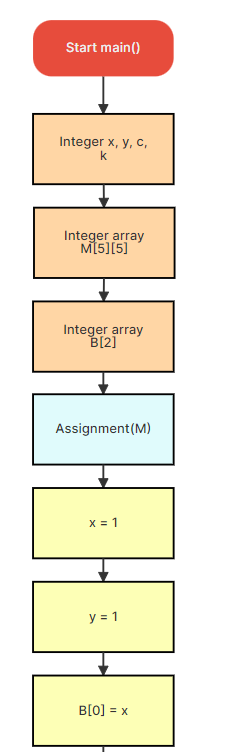 Start main()
Integer x, y, c,
k
Integer array
M[5][5]
Integer array
B[2]
Assignment(M)
x = 1
y = 1
B[0] = x